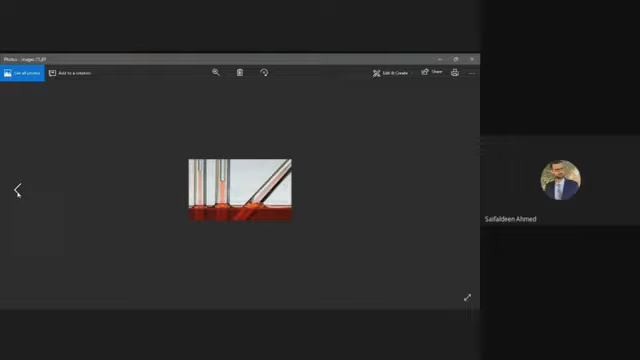 Photos - images (1).jfif
See all photos
Add to a creation
Edit & Create
Share
Saifaldeen Ahmed